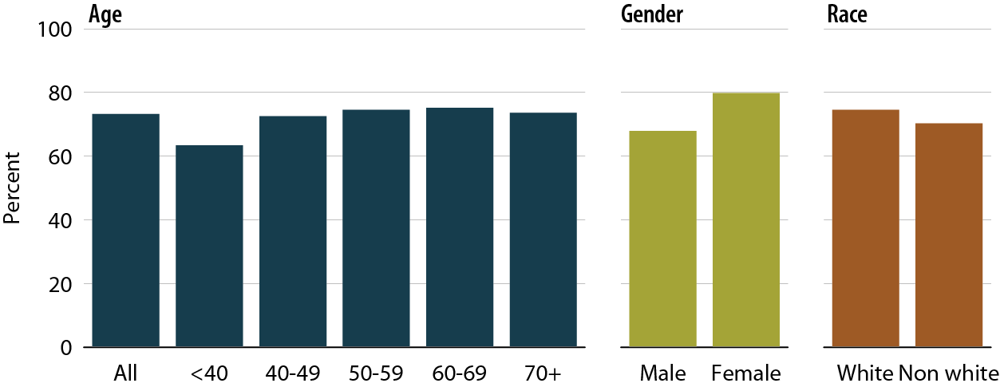 Age
Gender
Race
Percent
100
80
60
40
20
0
All <40 40-49 50-59 60-69 70+
Male Female
White Non white